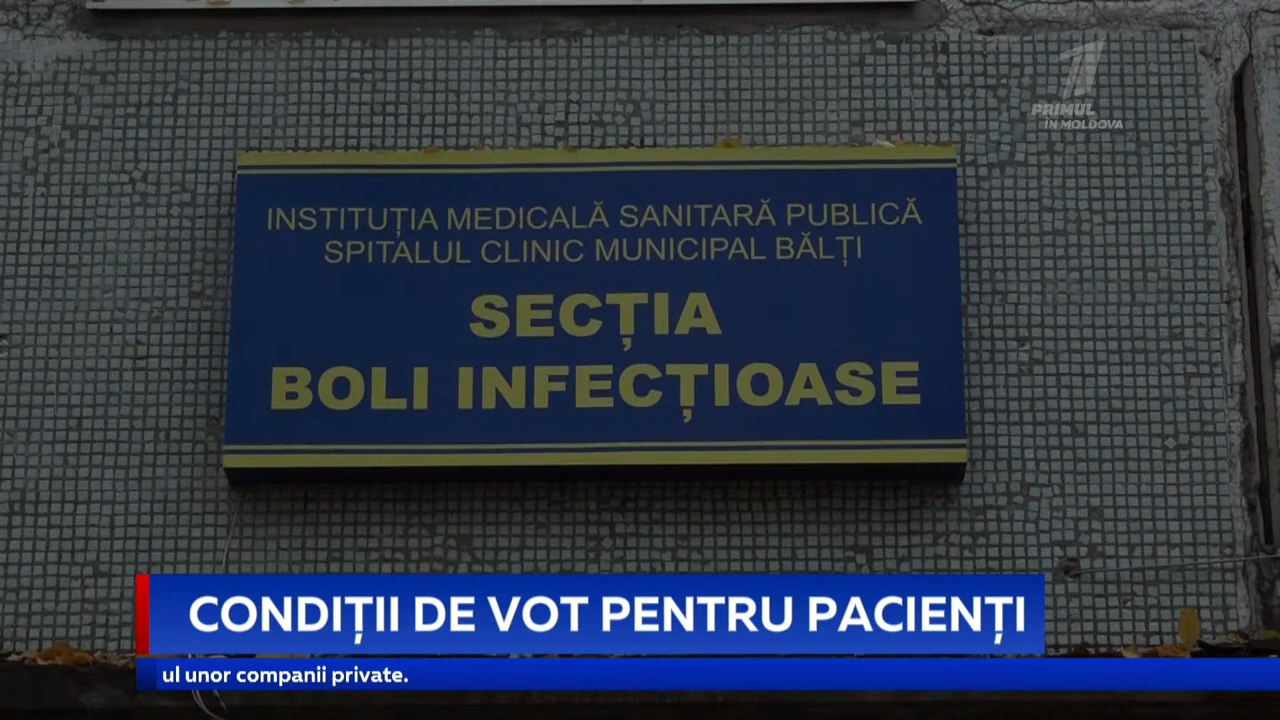 1
PRIMUL
ÎN MOLDOVA
INSTITUȚIA MEDICALĂ SANITARĂ PUBLICĂ
SPITALUL CLINIC MUNICIPAL BĂLȚI
SECȚIA
BOLI INFECȚIOASE
CONDIȚII DE VOT PENTRU PACIENȚI
ul unor companii private.